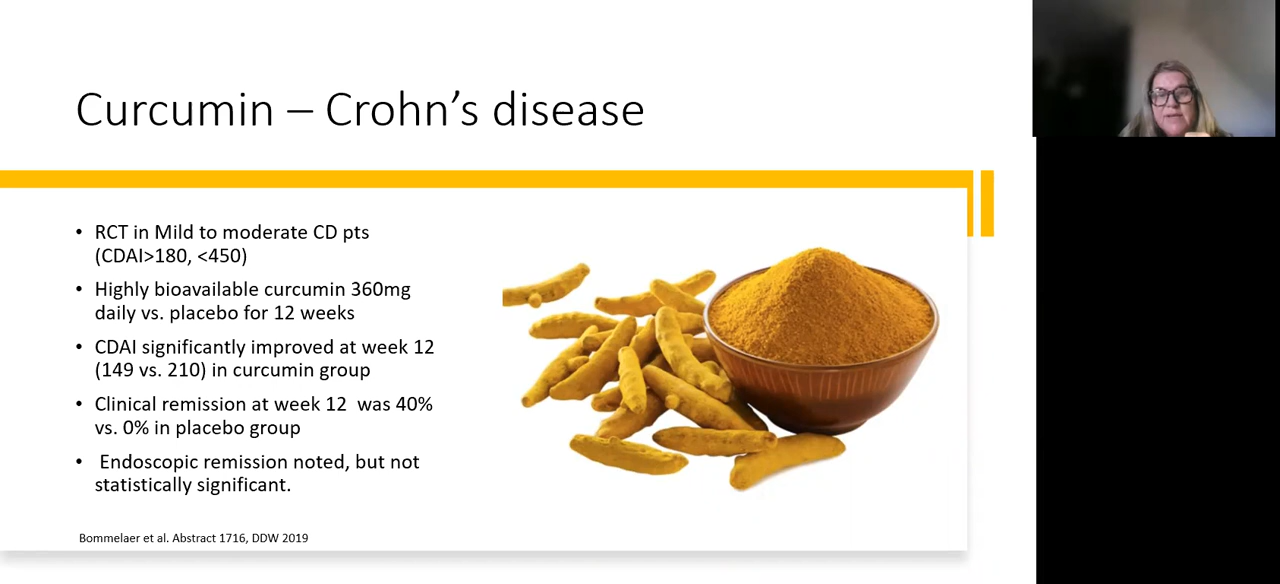 Curcumin – Crohn's disease
• RCT in Mild to moderate CD pts
(CDAI>180, <450)
• Highly bioavailable curcumin 360mg
daily vs. placebo for 12 weeks
• CDAI significantly improved at week 12
(149 vs. 210) in curcumin group
• Clinical remission at week 12  was 40%
vs. 0% in placebo group
•  Endoscopic remission noted, but not
statistically significant.
Bommelaer et al. Abstract 1716, DDW 2019